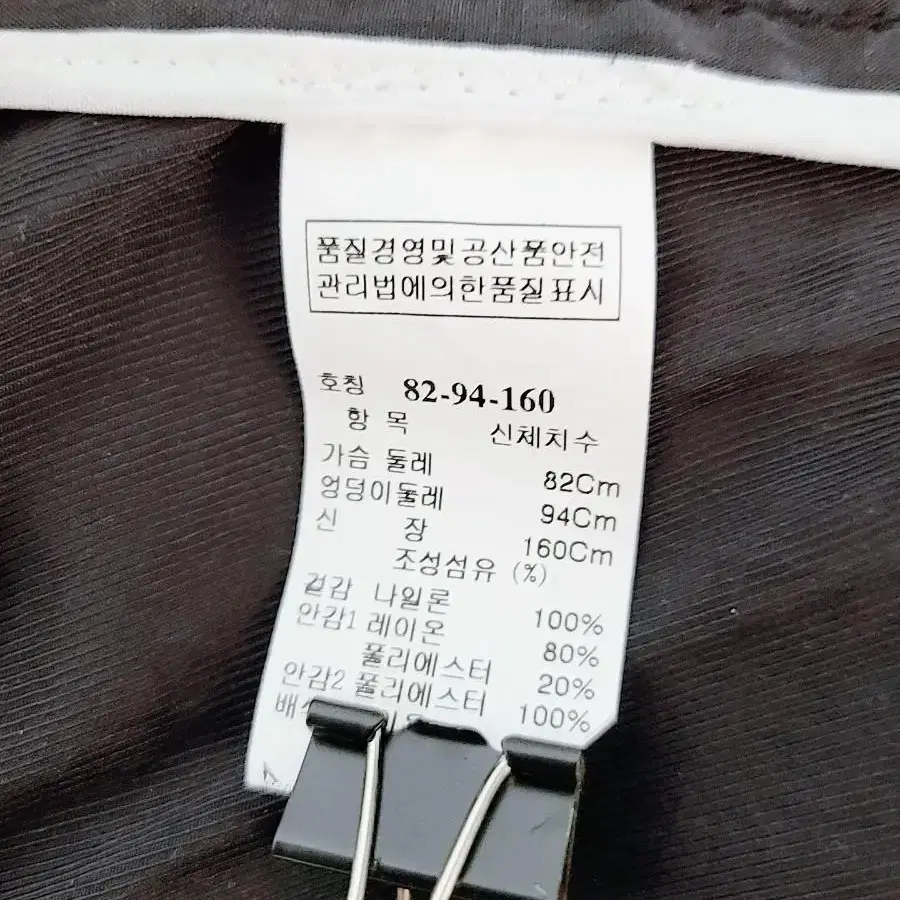 품질경영및공산품안전
관리법에의한품질표시
호칭 82-94-160
항 목 신체치수
가슴 둘레 82Cm
엉덩이둘레 94Cm
신 장 160Cm
조성섬유 (%)
겉감 나일론 100%
안감1 레이온 80%
폴리에스터 20%
안감2 폴리에스터 100%